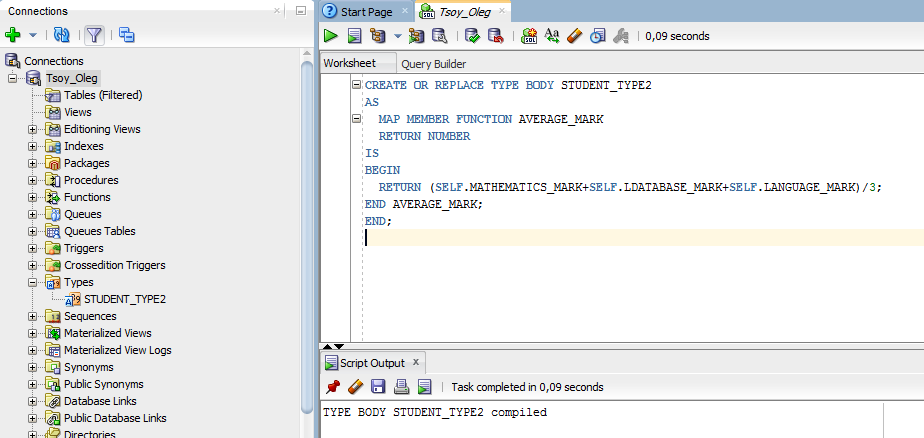 Connections
Start Page
Tsoy_Oleg
0,09 seconds
Worksheet
Query Builder
Connections
Tsoy_Oleg
Tables (Filtered)
Views
Editioning Views
Indexes
Packages
Procedures
Functions
Queues
Queues Tables
Triggers
Crossedition Triggers
Types
STUDENT_TYPE2
Sequences
Materialized Views
Materialized View Logs
Synonyms
Public Synonyms
Database Links
Public Database Links
Directories
CREATE OR REPLACE TYPE BODY STUDENT_TYPE2
AS
MAP MEMBER FUNCTION AVERAGE_MARK
RETURN NUMBER
IS
BEGIN
RETURN (SELF.MATHEMATICS_MARK+SELF.LDATABASE_MARK+SELF.LANGUAGE_MARK)/3;
END AVERAGE_MARK;
END;
Script Output
Task completed in 0,09 seconds
TYPE BODY STUDENT_TYPE2 compiled